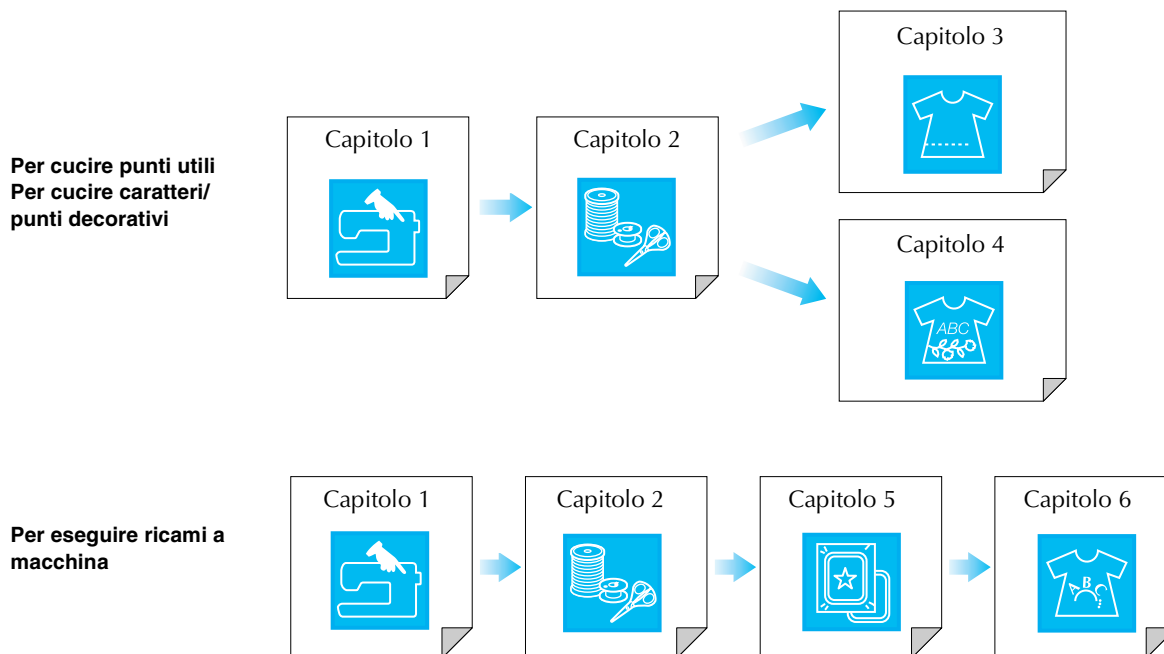 Capitolo 3
Capitolo 1
Capitolo 2
Per cucire punti utili
Per cucire caratteri/
punti decorativi
Capitolo 4
ABC
Capitolo 1
Capitolo 2
Capitolo 5
Capitolo 6
Per eseguire ricami a
macchina
ABC